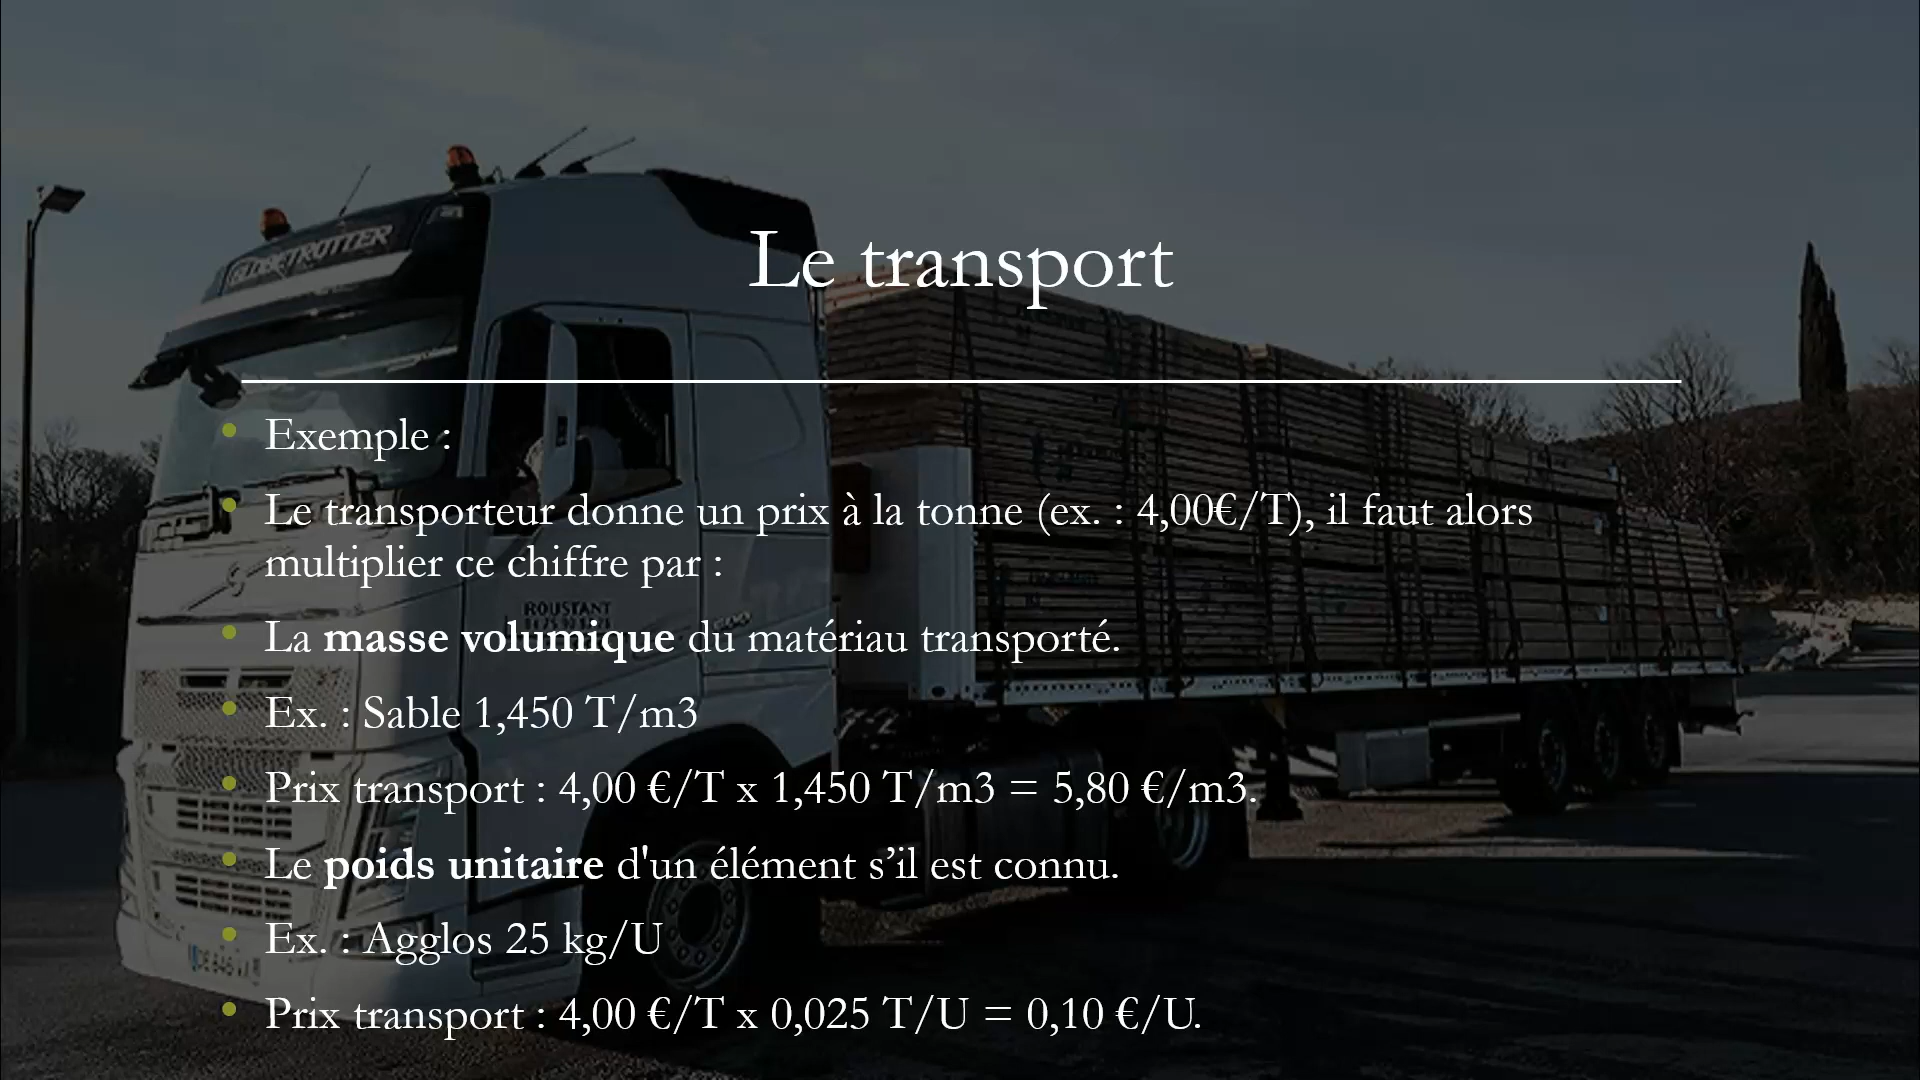 GLOBETROTTER
Le transport
Exemple :
Le transporteur donne un prix à la tonne (ex. : 4,00€/T), il faut alors
multiplier ce chiffre par :
ROUSTANT
La masse volumique du matériau transporté.
Ex. : Sable 1,450 T/m3
Prix transport : 4,00 €/T x 1,450 T/m3 = 5,80 €/m3.
Le poids unitaire d'un élément s’il est connu.
Ex. : Agglos 25 kg/U
Prix transport : 4,00 €/T x 0,025 T/U = 0,10 €/U.